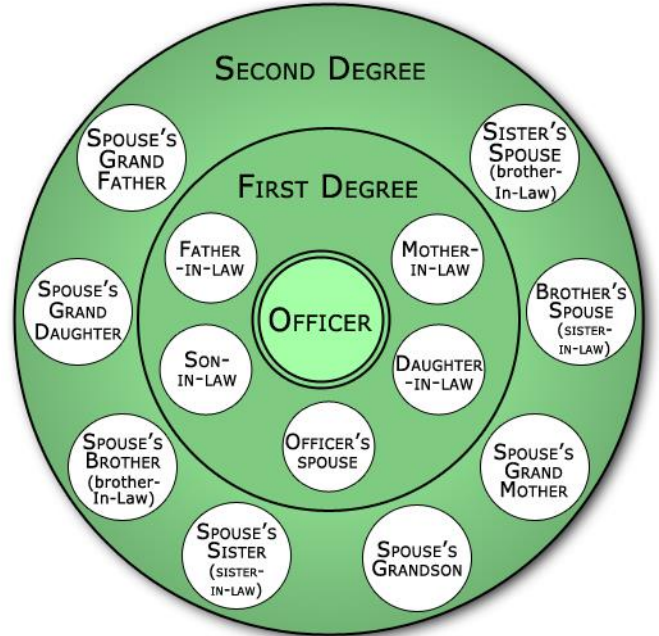 SECOND DEGREE
SPOUSE'S
GRAND
FATHER
SISTER'S
SPOUSE
(brother-
In-Law)
FIRST DEGREE
FATHER
-IN-LAW
MOTHER-
IN-LAW
OFFICER
SPOUSE'S
GRAND
DAUGHTER
BROTHER'S
SPOUSE
(SISTER-
IN-LAW)
SON-
IN-LAW
DAUGHTER
-IN-LAW
OFFICER'S
SPOUSE
SPOUSE'S
BROTHER
(brother-
In-Law)
SPOUSE'S
GRAND
MOTHER
SPOUSE'S
SISTER
(SISTER-
IN-LAW)
SPOUSE'S
GRANDSON